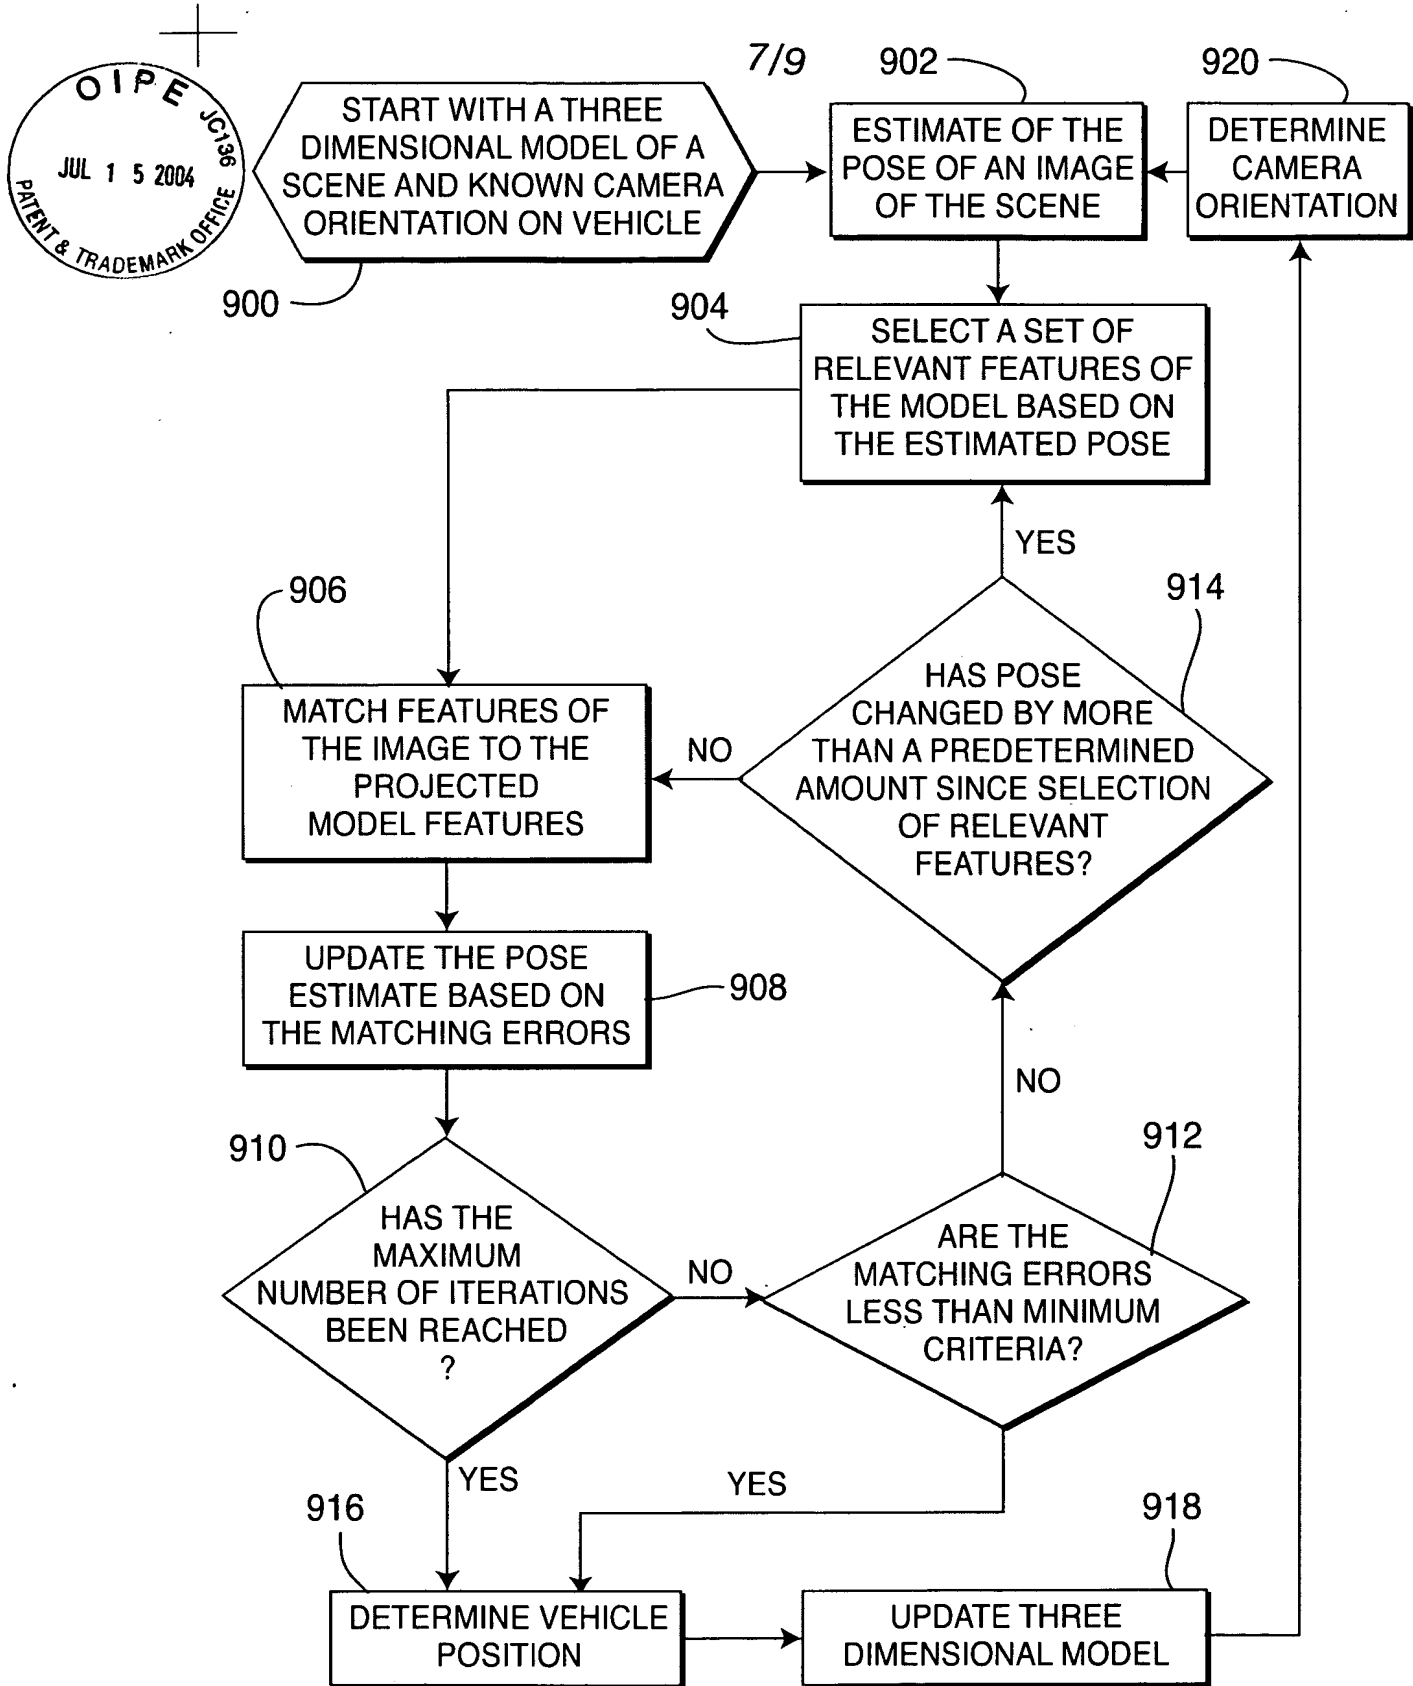 7/9
OIPE
JC136
JUL 15 2004
PATENT & TRADEMARK OFFICE
START WITH A THREE
DIMENSIONAL MODEL OF A
SCENE AND KNOWN CAMERA
ORIENTATION ON VEHICLE
900
902
ESTIMATE OF THE
POSE OF AN IMAGE
OF THE SCENE
920
DETERMINE
CAMERA
ORIENTATION
904
SELECT A SET OF
RELEVANT FEATURES OF
THE MODEL BASED ON
THE ESTIMATED POSE
YES
906
MATCH FEATURES OF
THE IMAGE TO THE
PROJECTED
MODEL FEATURES
NO
914
HAS POSE
CHANGED BY MORE
THAN A PREDETERMINED
AMOUNT SINCE SELECTION
OF RELEVANT
FEATURES?
UPDATE THE POSE
ESTIMATE BASED ON
THE MATCHING ERRORS
908
NO
910
HAS THE
MAXIMUM
NUMBER OF ITERATIONS
BEEN REACHED
?
NO
912
ARE THE
MATCHING ERRORS
LESS THAN MINIMUM
CRITERIA?
YES
YES
916
DETERMINE VEHICLE
POSITION
918
UPDATE THREE
DIMENSIONAL MODEL